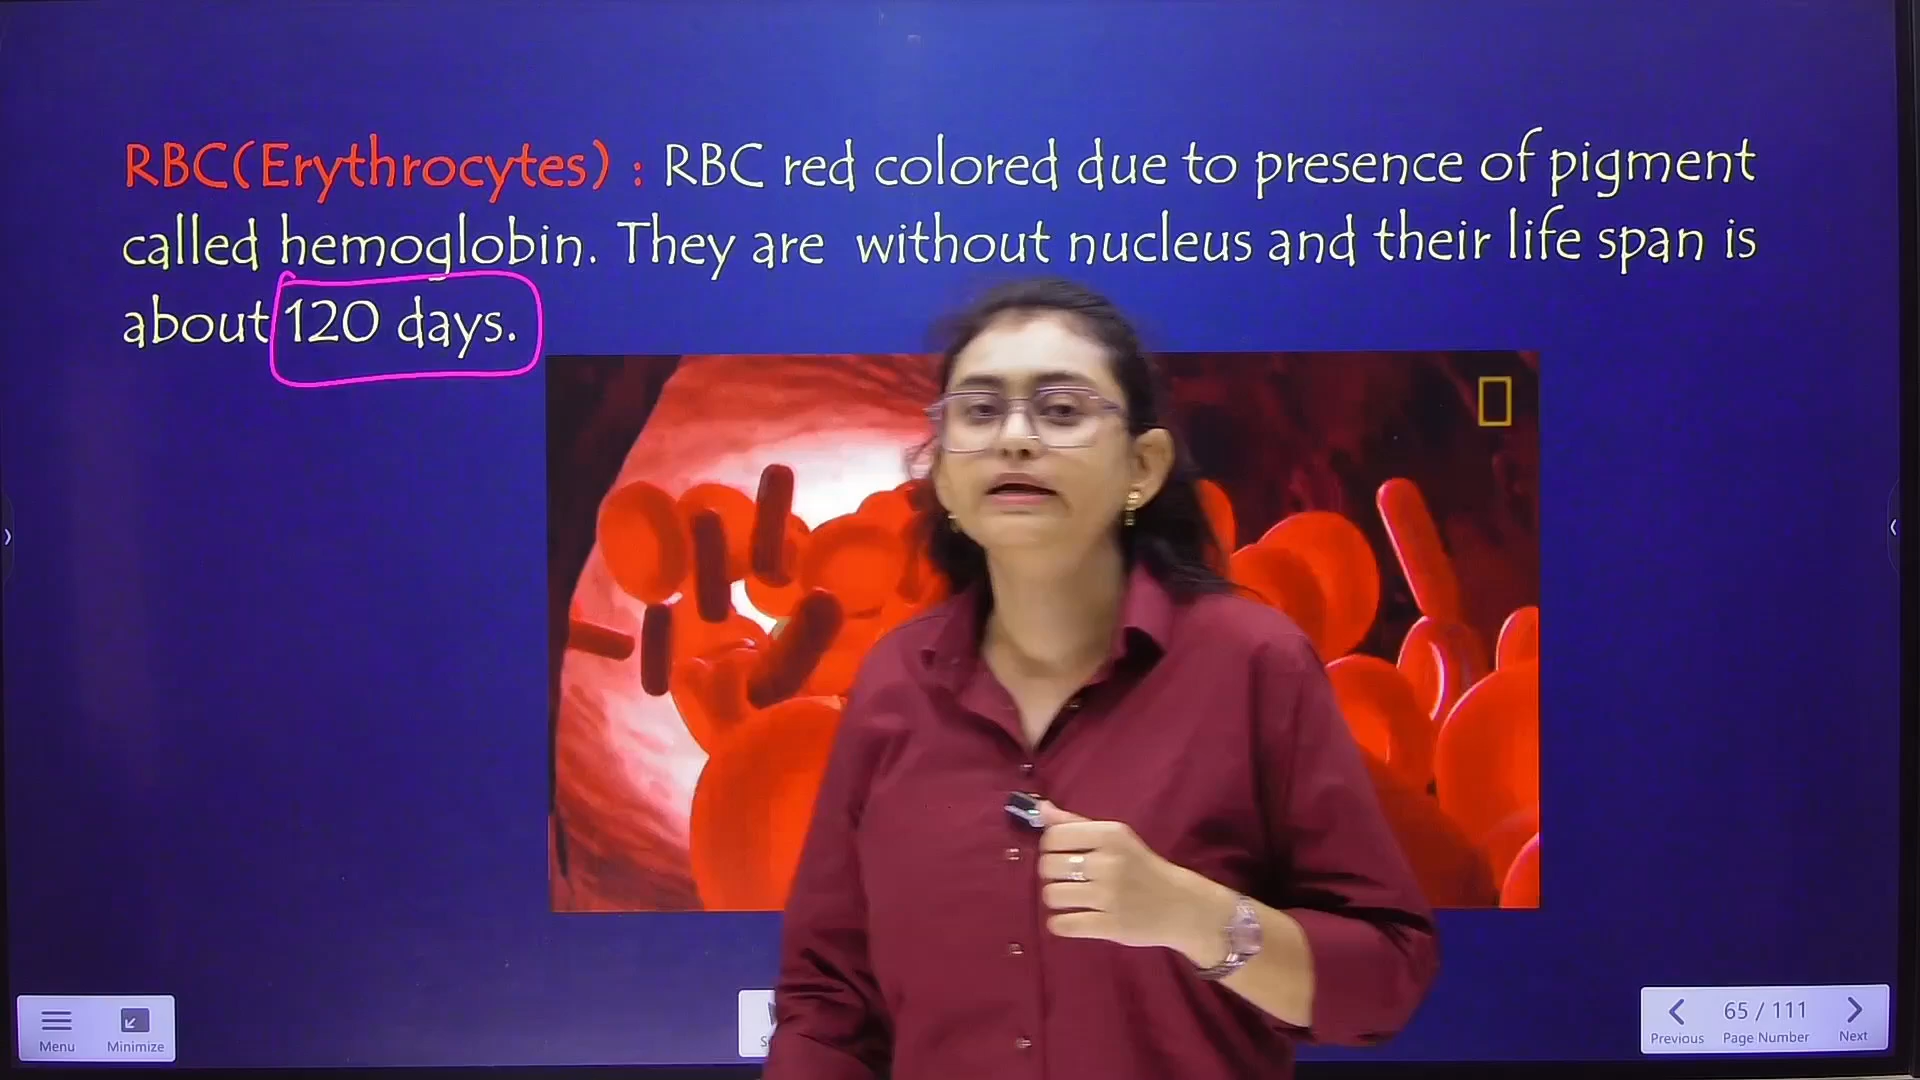 RBC(Erythrocytes) : RBC red colored due to presence of pigment
called hemoglobin. They are without nucleus and their life span is
about 120 days.
Menu
Minimize
65 / 111
Previous
Page Number
Next